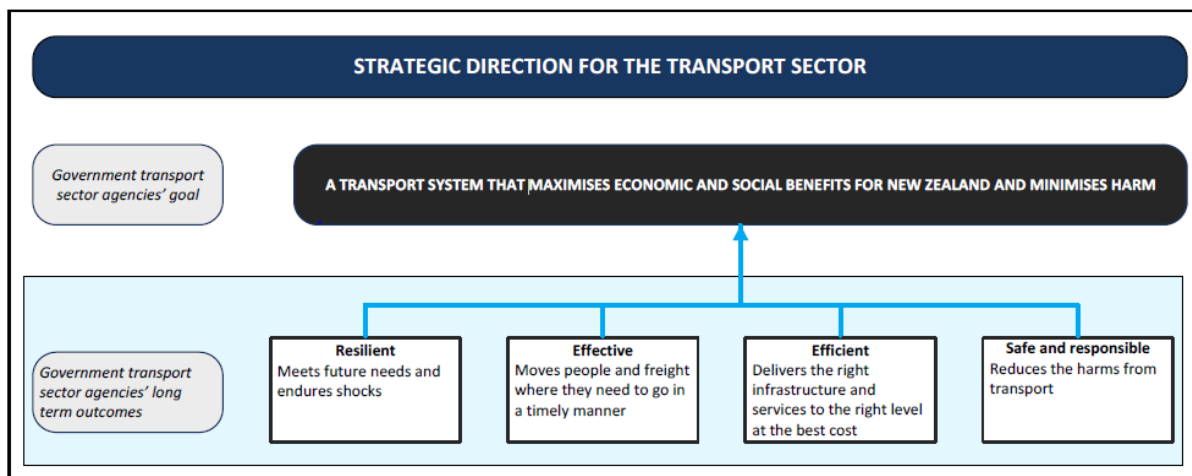 STRATEGIC DIRECTION FOR THE TRANSPORT SECTOR
Government transport
sector agencies' goal
A TRANSPORT SYSTEM THAT MAXIMISES ECONOMIC AND SOCIAL BENEFITS FOR NEW ZEALAND AND MINIMISES HARM
Government transport
sector agencies' long
term outcomes
Resilient
Meets future needs and
endures shocks
Effective
Moves people and freight
where they need to go in
a timely manner
Efficient
Delivers the right
infrastructure and
services to the right level
at the best cost
Safe and responsible
Reduces the harms from
transport